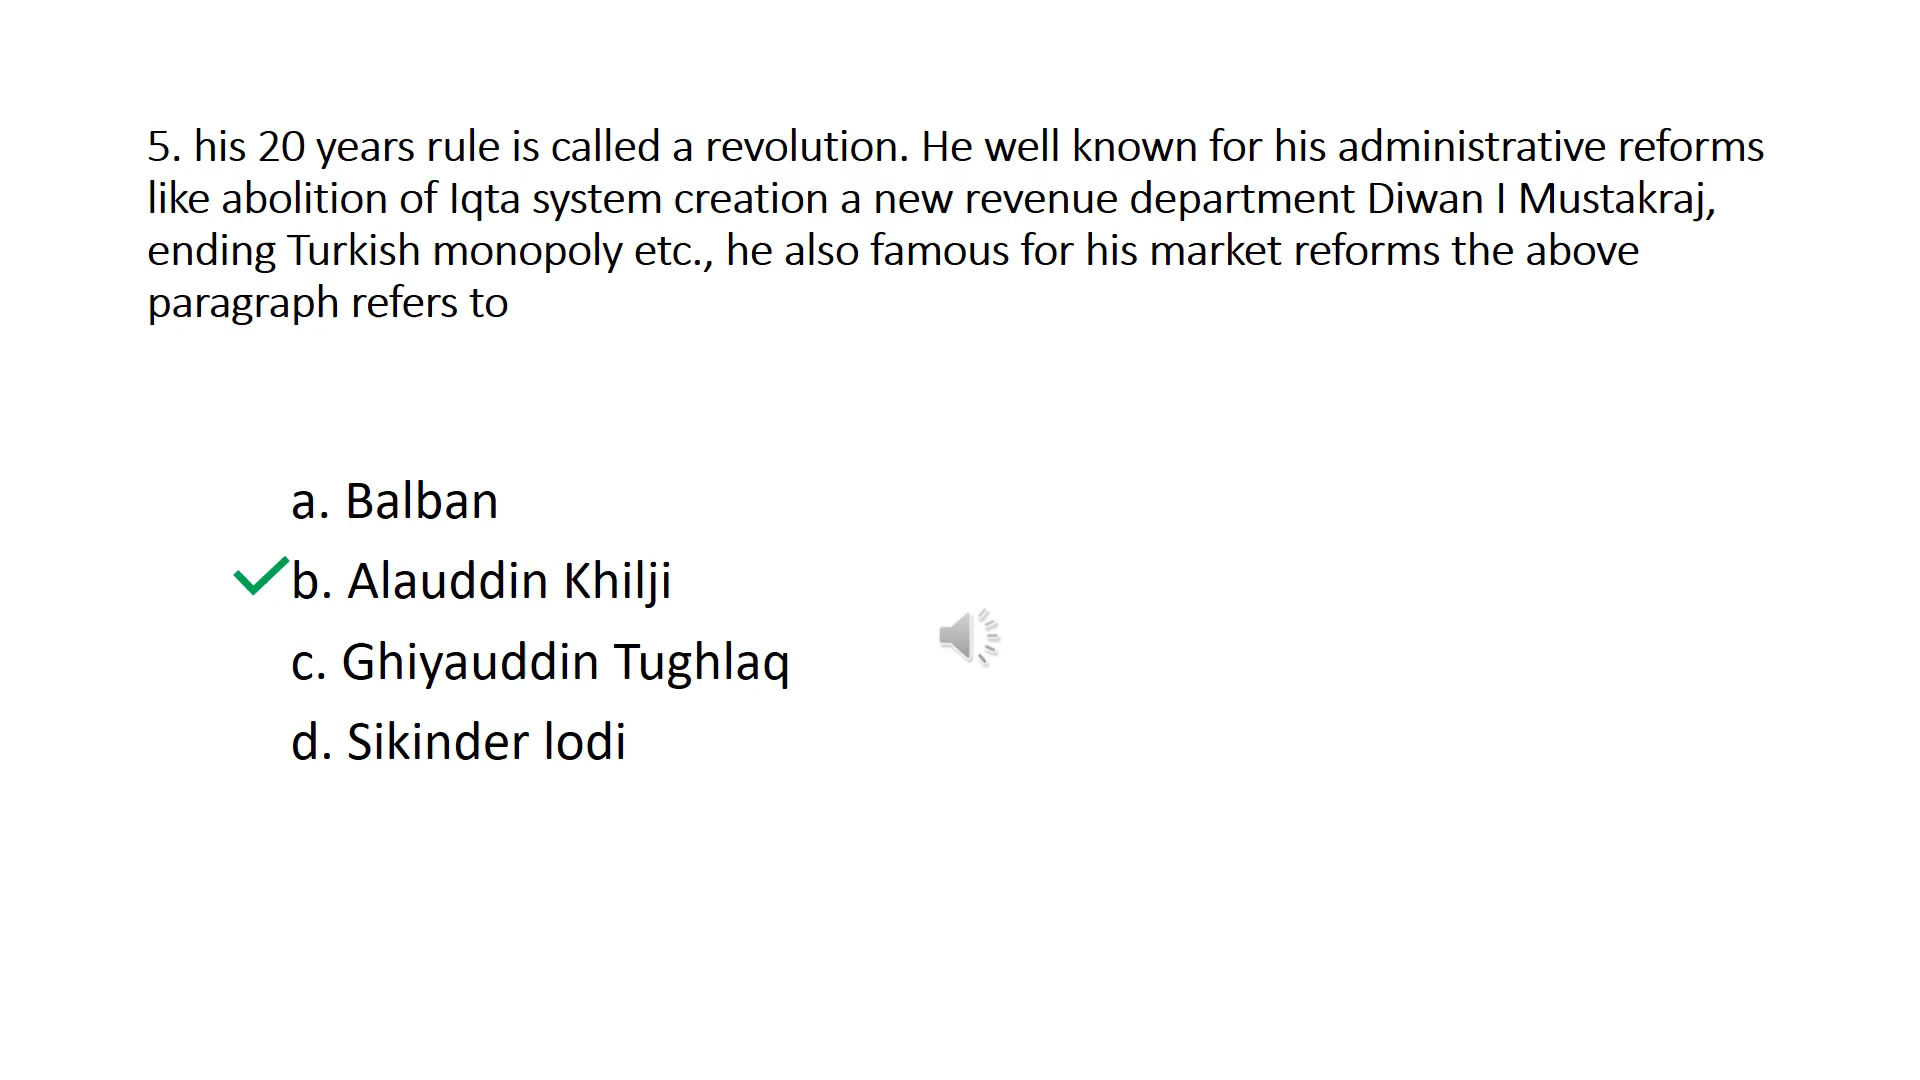 5. his 20 years rule is called a revolution. He well known for his administrative reforms
like abolition of Iqta system creation a new revenue department Diwan I Mustakraj,
ending Turkish monopoly etc., he also famous for his market reforms the above
paragraph refers to
a. Balban
b. Alauddin Khilji
c. Ghiyauddin Tughlaq
d. Sikinder lodi